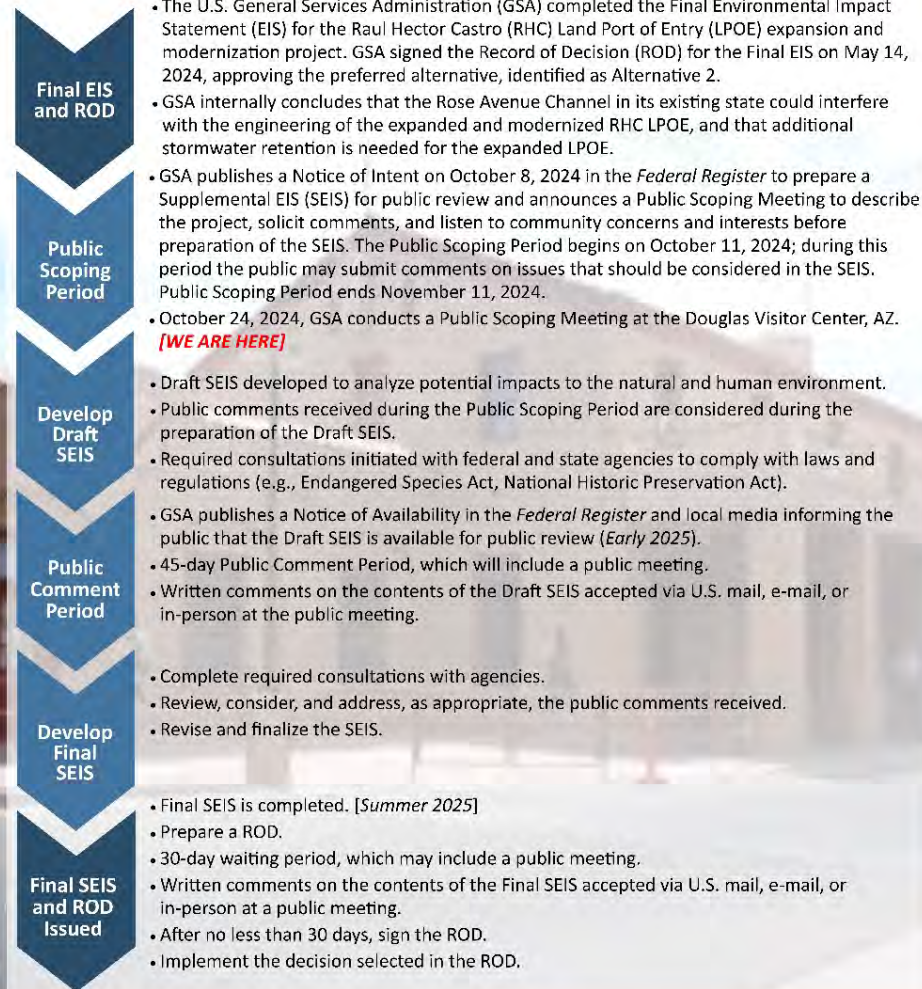 • The U.S. General Services Administration (GSA) completed the Final Environmental Impact
Statement (EIS) for the Raul Hector Castro (RHC) Land Port of Entry (LPOE) expansion and
modernization project. GSA signed the Record of Decision (ROD) for the Final EIS on May 14,
2024, approving the preferred alternative, identified as Alternative 2.
Final EIS
and ROD
• GSA internally concludes that the Rose Avenue Channel in its existing state could interfere
with the engineering of the expanded and modernized RHC LPOE, and that additional
stormwater retention is needed for the expanded LPOE.
• GSA publishes a Notice of Intent on October 8, 2024 in the Federal Register to prepare a
Supplemental EIS (SEIS) for public review and announces a Public Scoping Meeting to describe
the project, solicit comments, and listen to community concerns and interests before
preparation of the SEIS. The Public Scoping Period begins on October 11, 2024; during this
period the public may submit comments on issues that should be considered in the SEIS.
Public Scoping Period ends November 11, 2024.
Public
Scoping
Period
• October 24, 2024, GSA conducts a Public Scoping Meeting at the Douglas Visitor Center, AZ.
[WE ARE HERE]
Develop
Draft
SEIS
• Draft SEIS developed to analyze potential impacts to the natural and human environment.
• Public comments received during the Public Scoping Period are considered during the
preparation of the Draft SEIS.
• Required consultations initiated with federal and state agencies to comply with laws and
regulations (e.g., Endangered Species Act, National Historic Preservation Act).
Public
Comment
Period
• GSA publishes a Notice of Availability in the Federal Register and local media informing the
public that the Draft SEIS is available for public review (Early 2025).
• 45-day Public Comment Period, which will include a public meeting.
• Written comments on the contents of the Draft SEIS accepted via U.S. mail, e-mail, or
in-person at the public meeting.
Develop
Final
SEIS
• Complete required consultations with agencies.
• Review, consider, and address, as appropriate, the public comments received.
• Revise and finalize the SEIS.
Final SEIS
and ROD
Issued
• Final SEIS is completed. [Summer 2025]
• Prepare a ROD.
• 30-day waiting period, which may include a public meeting.
• Written comments on the contents of the Final SEIS accepted via U.S. mail, e-mail, or
in-person at a public meeting.
• After no less than 30 days, sign the ROD.
• Implement the decision selected in the ROD.